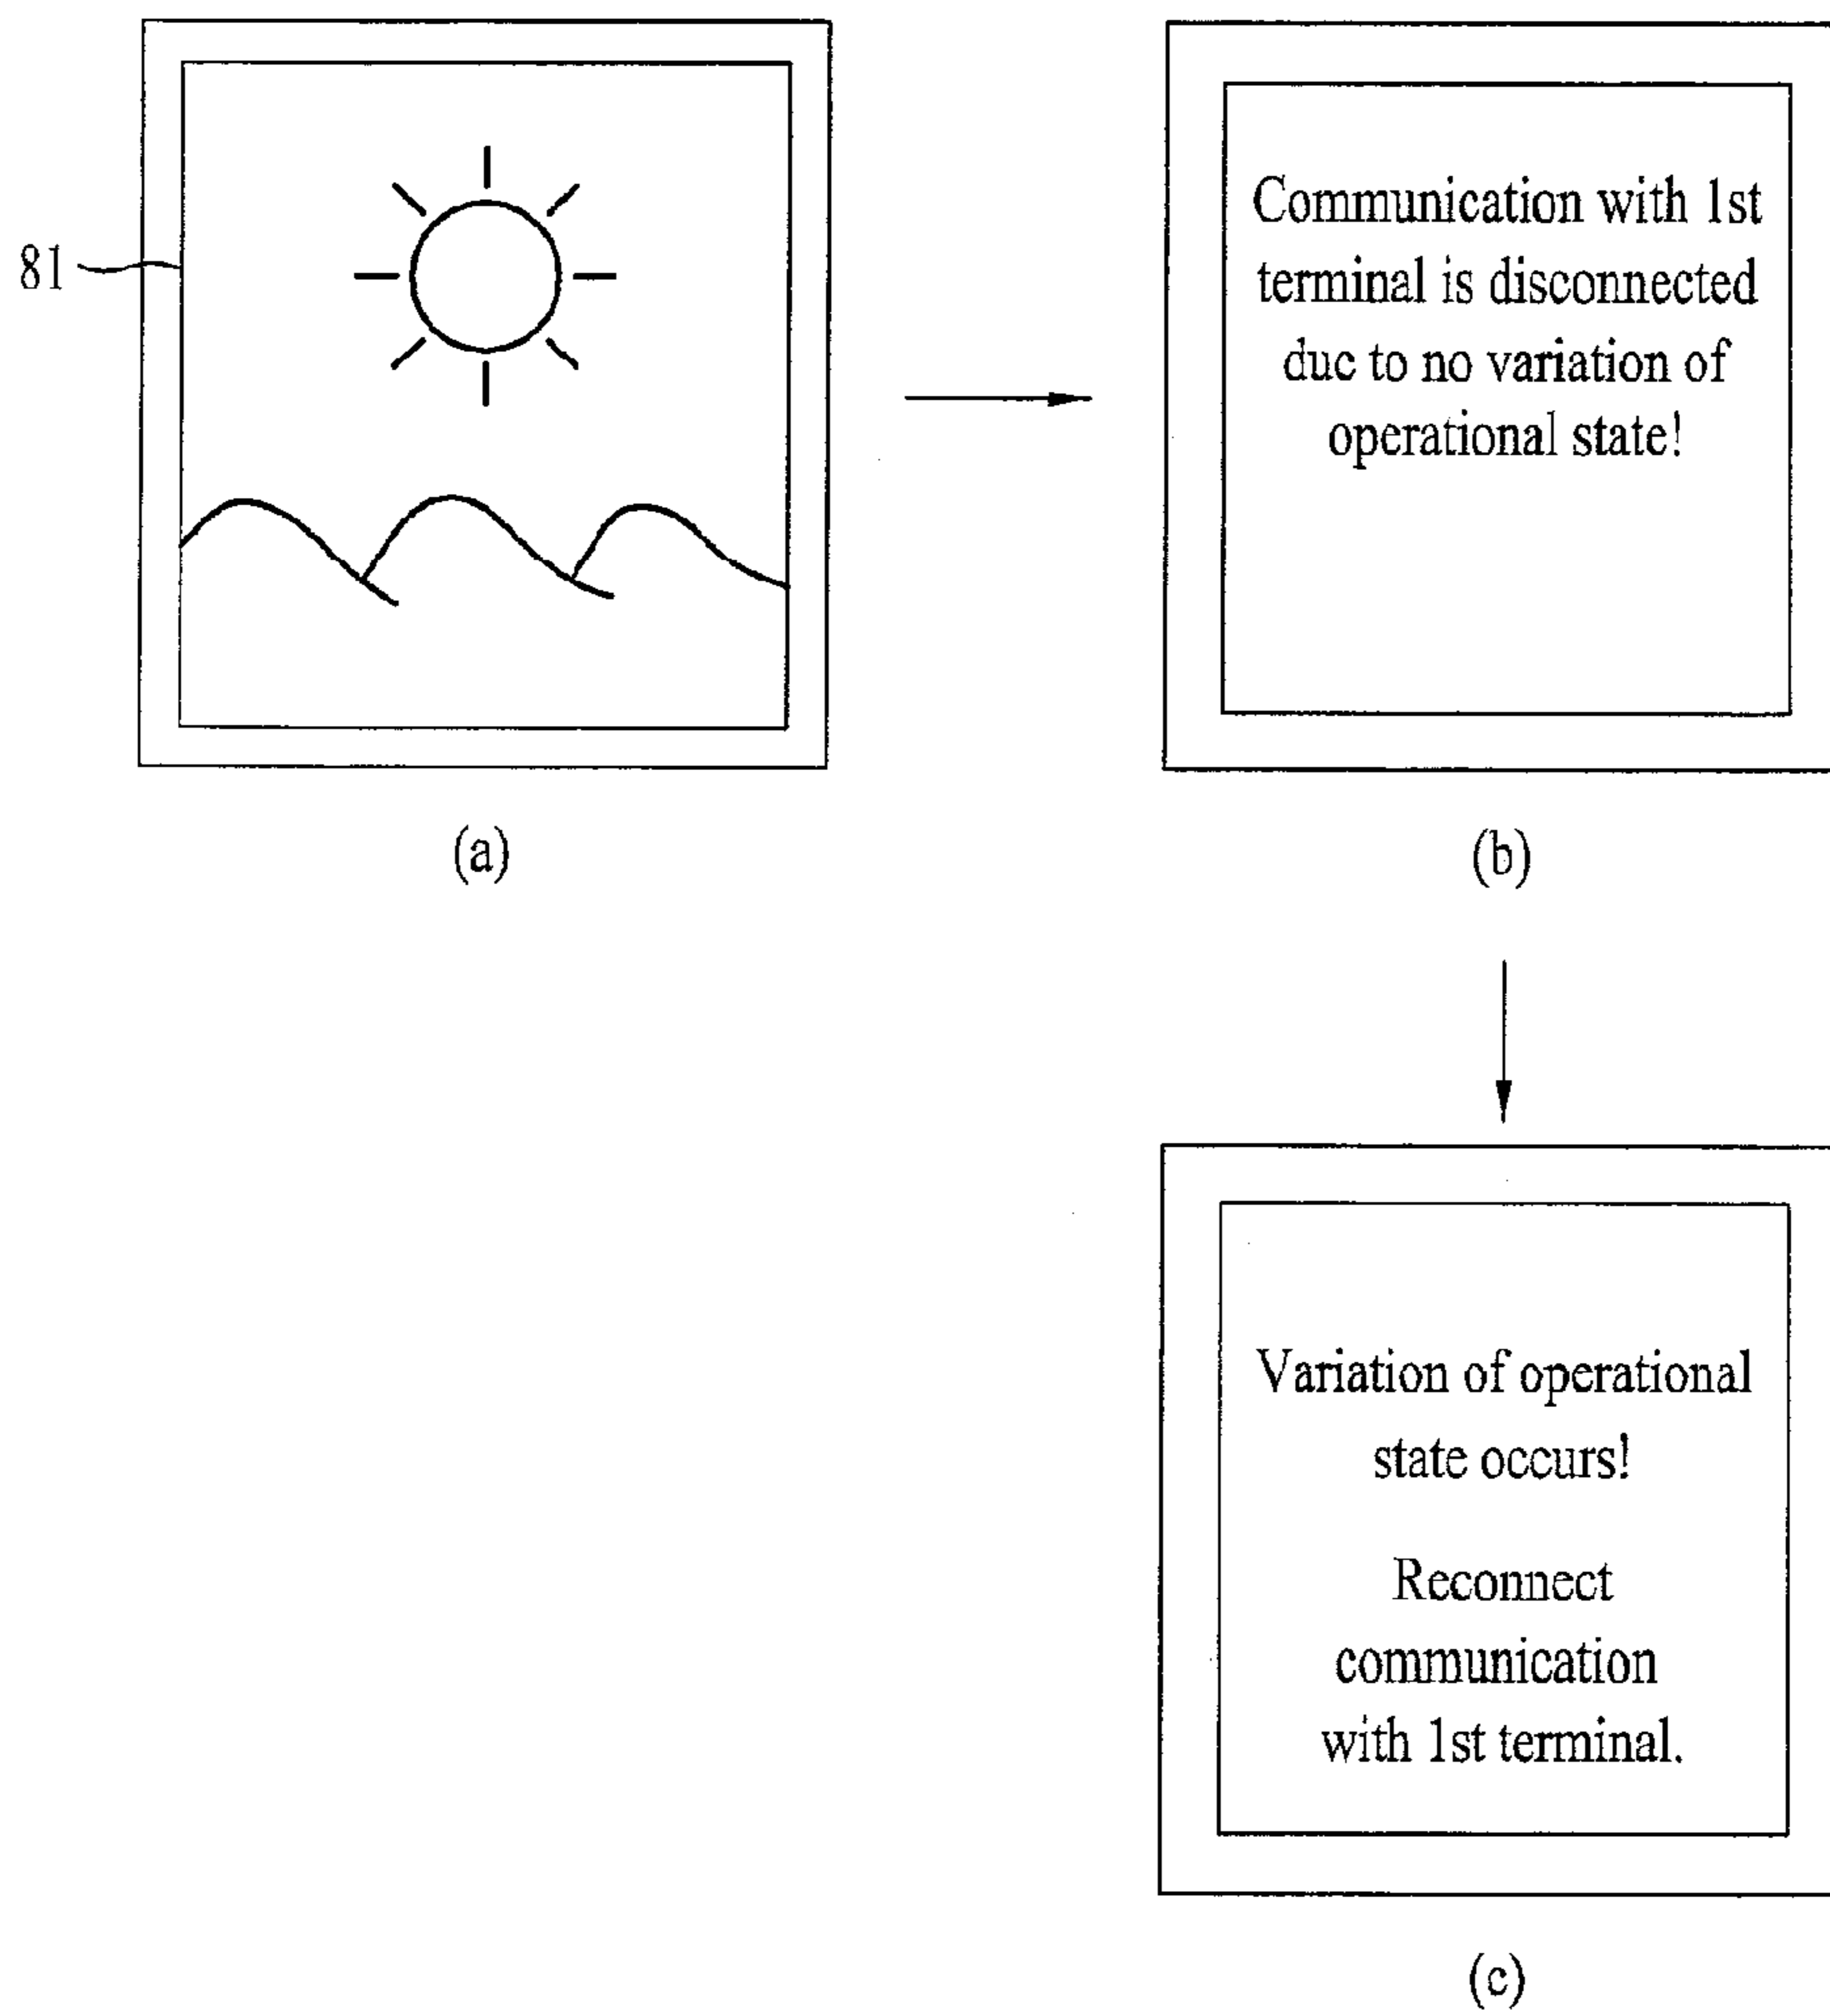 81
(a)
Communication with 1st
terminal is disconnected
due to no variation of
operational state!
(b)
Variation of operational
state occurs!
Reconnect
communication
with 1st terminal.
(c)